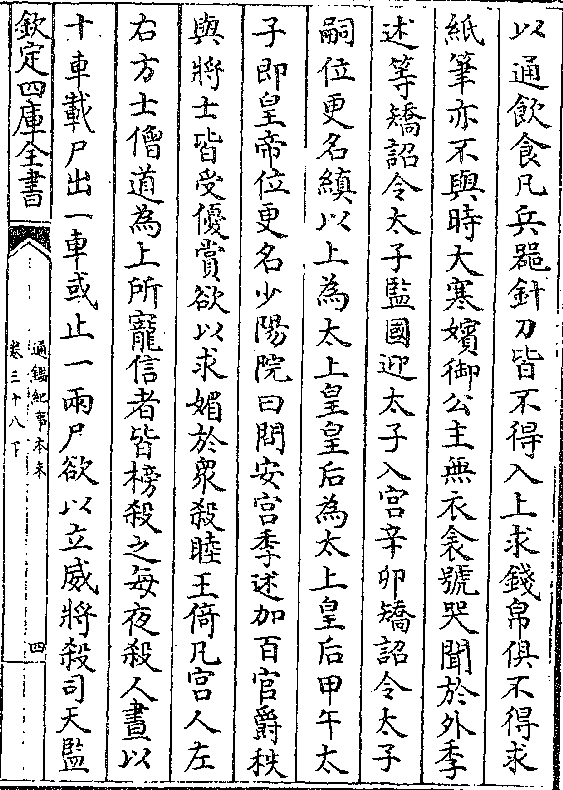 以通飲食凡兵器針刀皆不得入上求錢帛俱不得求
紙筆亦不與時大寒嬪御公主無衣衾號哭聞於外季
述等矯詔令太子監國迎太子入宮辛卯矯詔令太子
嗣位更名縝以上為太上皇皇后為太上皇后甲午太
子即皇帝位更名少陽院曰問安宮季述加百官爵秩
與將士皆受優賞欲以求媚於衆殺睦王倚凡宮人左
右方士僧道為上所寵信者皆榜殺之每夜殺人晝以
十車載尸出一車或止一兩尸欲以立威將殺司天監
欽定四庫全書
通鑑紀事本末
卷三十八下
四